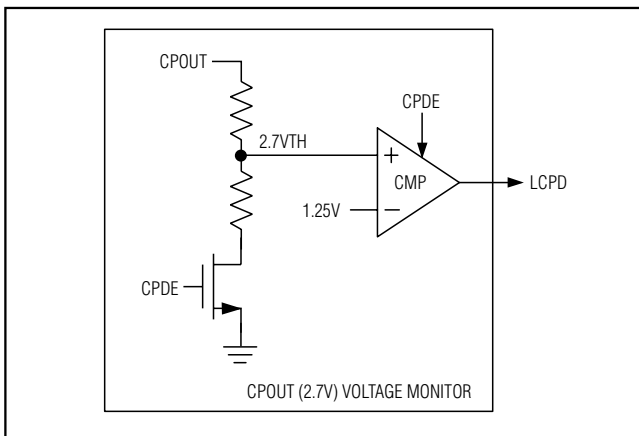 CPOUT
CPDE
2.7VTH
+
CMP
LCPD
1.25V
−
CPDE
CPOUT (2.7V) VOLTAGE MONITOR